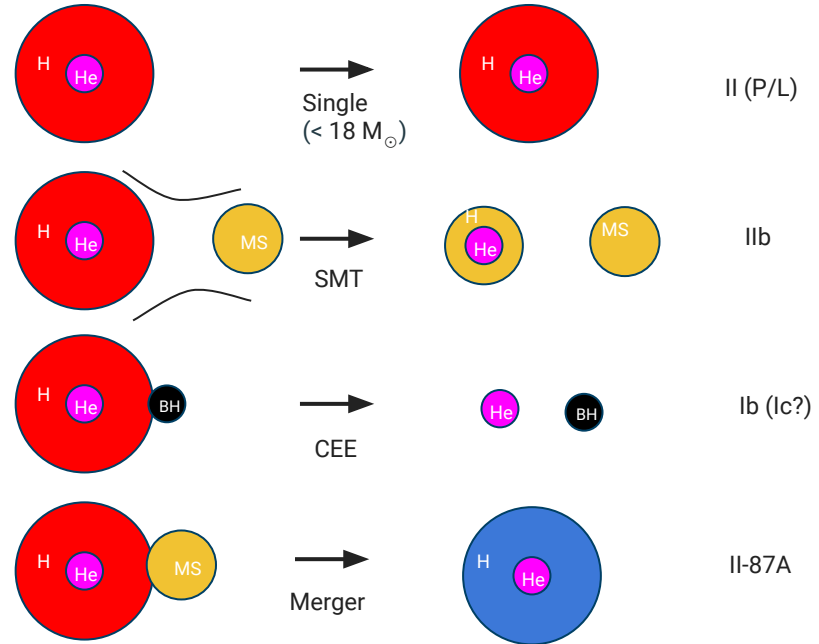 H
He
Single
(< 18 M☉)
H
He
II (P/L)
H
He
MS
SMT
H
He
MS
IIb
H
He
BH
CEE
He
BH
Ib (Ic?)
H
He
MS
Merger
H
He
II-87A